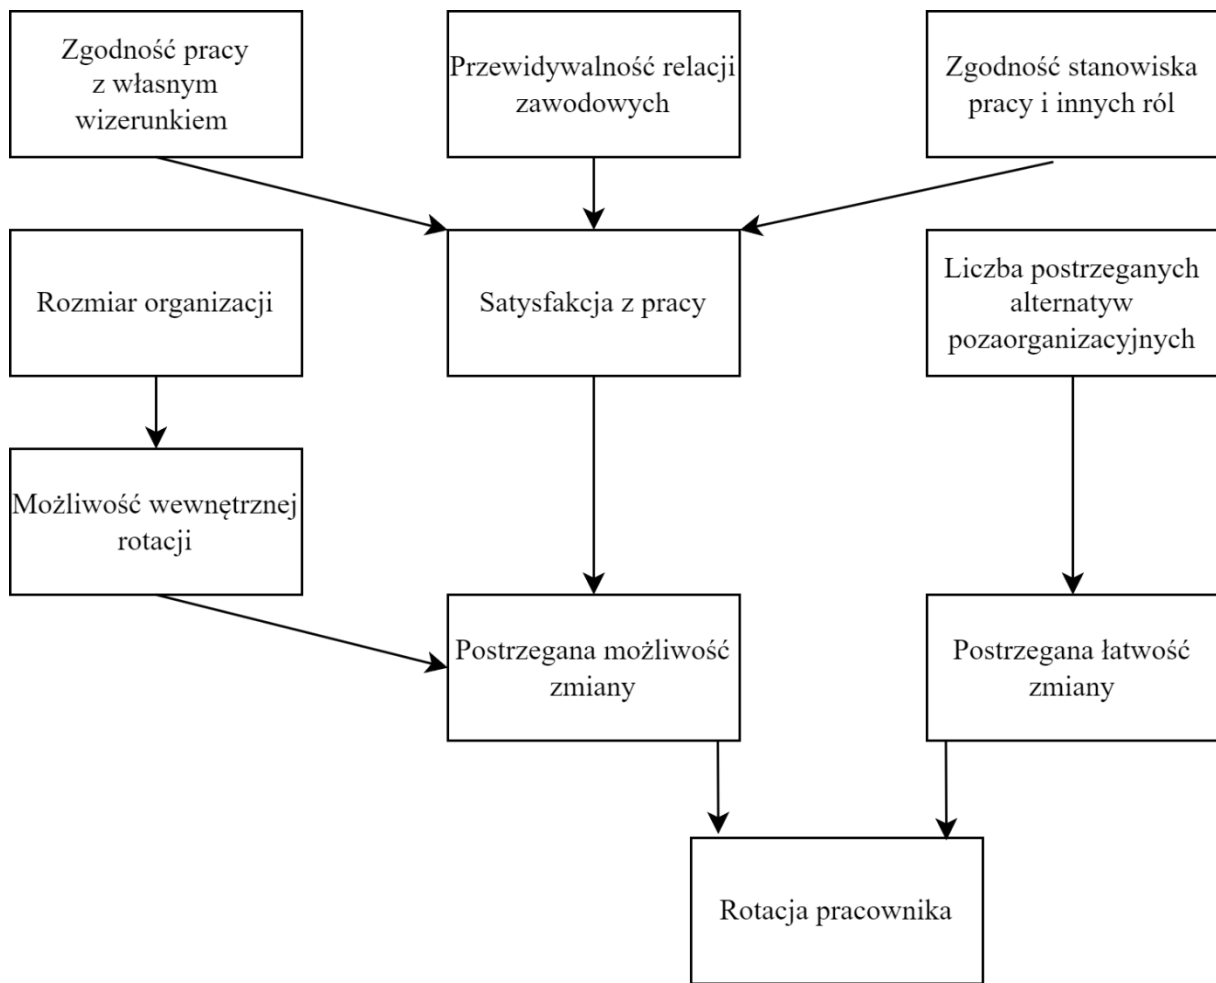 Zgodność pracy
z własnym
wizerunkiem
Przewidywalność relacji
zawodowych
Zgodność stanowiska
pracy i innych ról
Rozmiar organizacji
Satysfakcja z pracy
Liczba postrzeganych
alternatyw
pozaorganizacyjnych
Możliwość wewnętrznej
rotacji
Postrzegana możliwość
zmiany
Postrzegana łatwość
zmiany
Rotacja pracownika